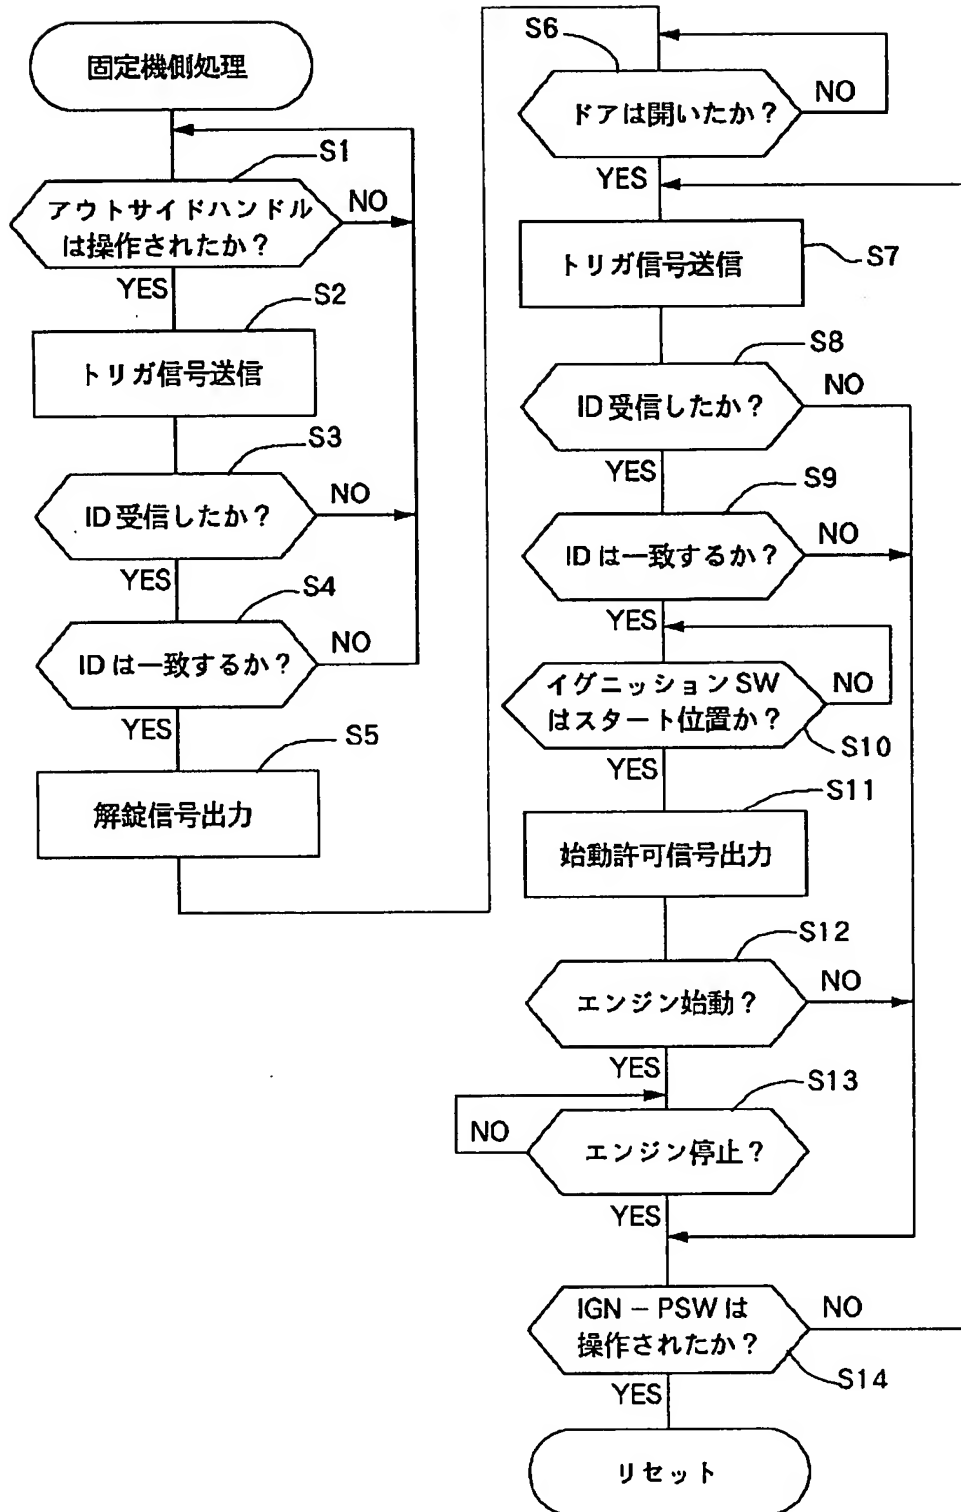 固定機側処理
S1
アウトサイドハンドル
は操作されたか？
NO
YES
S2
トリガ信号送信
S3
ID受信したか？
NO
YES
S4
IDは一致するか？
NO
YES
S5
解錠信号出力
S6
ドアは開いたか？
NO
YES
トリガ信号送信
S7
S8
ID受信したか？
NO
YES
S9
IDは一致するか？
NO
YES
イグニッションSW
はスタート位置か？
NO
S10
YES
S11
始動許可信号出力
S12
エンジン始動？
NO
YES
S13
NO
エンジン停止？
YES
IGN－PSWは
操作されたか？
NO
S14
YES
リセット